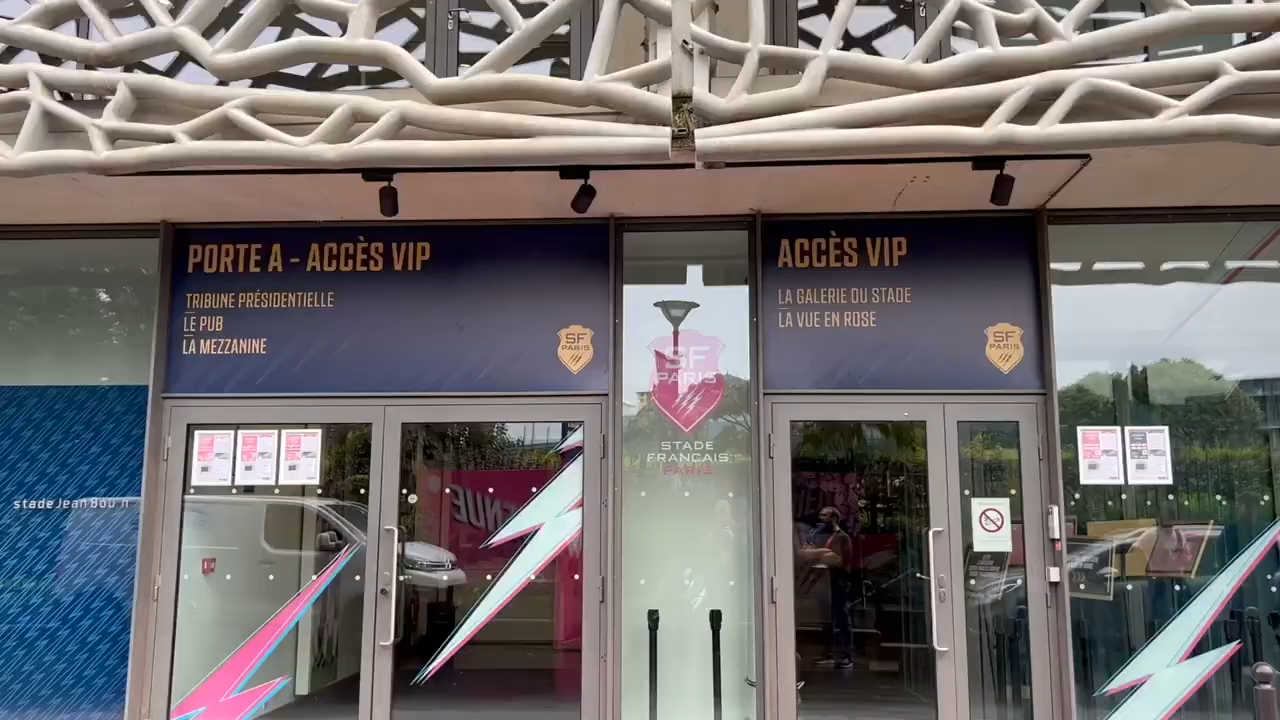 PORTE A - ACCÈS VIP
TRIBUNE PRÉSIDENTIELLE
LE PUB
LA MEZZANINE
SF
PARIS
ACCÈS VIP
LA GALERIE DU STADE
LA VUE EN ROSE
SF
PARIS
SF
PARIS
STADE
FRANÇAIS
PARIS
stade Jean Bouin